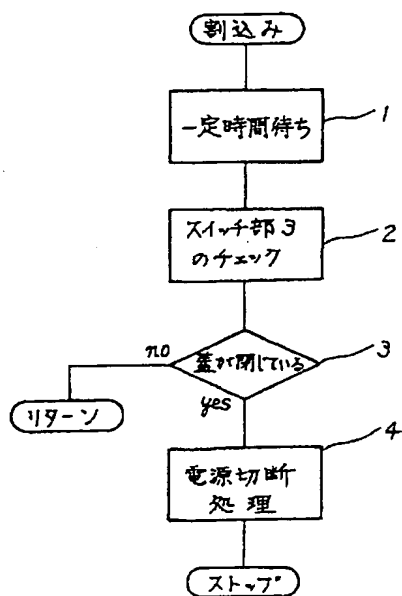 割込み
一定時間待ち
1
スイッチ部3
のチェック
2
蓋が閉じている
3
no
yes
リターン
電源切断
処理
4
ストップ